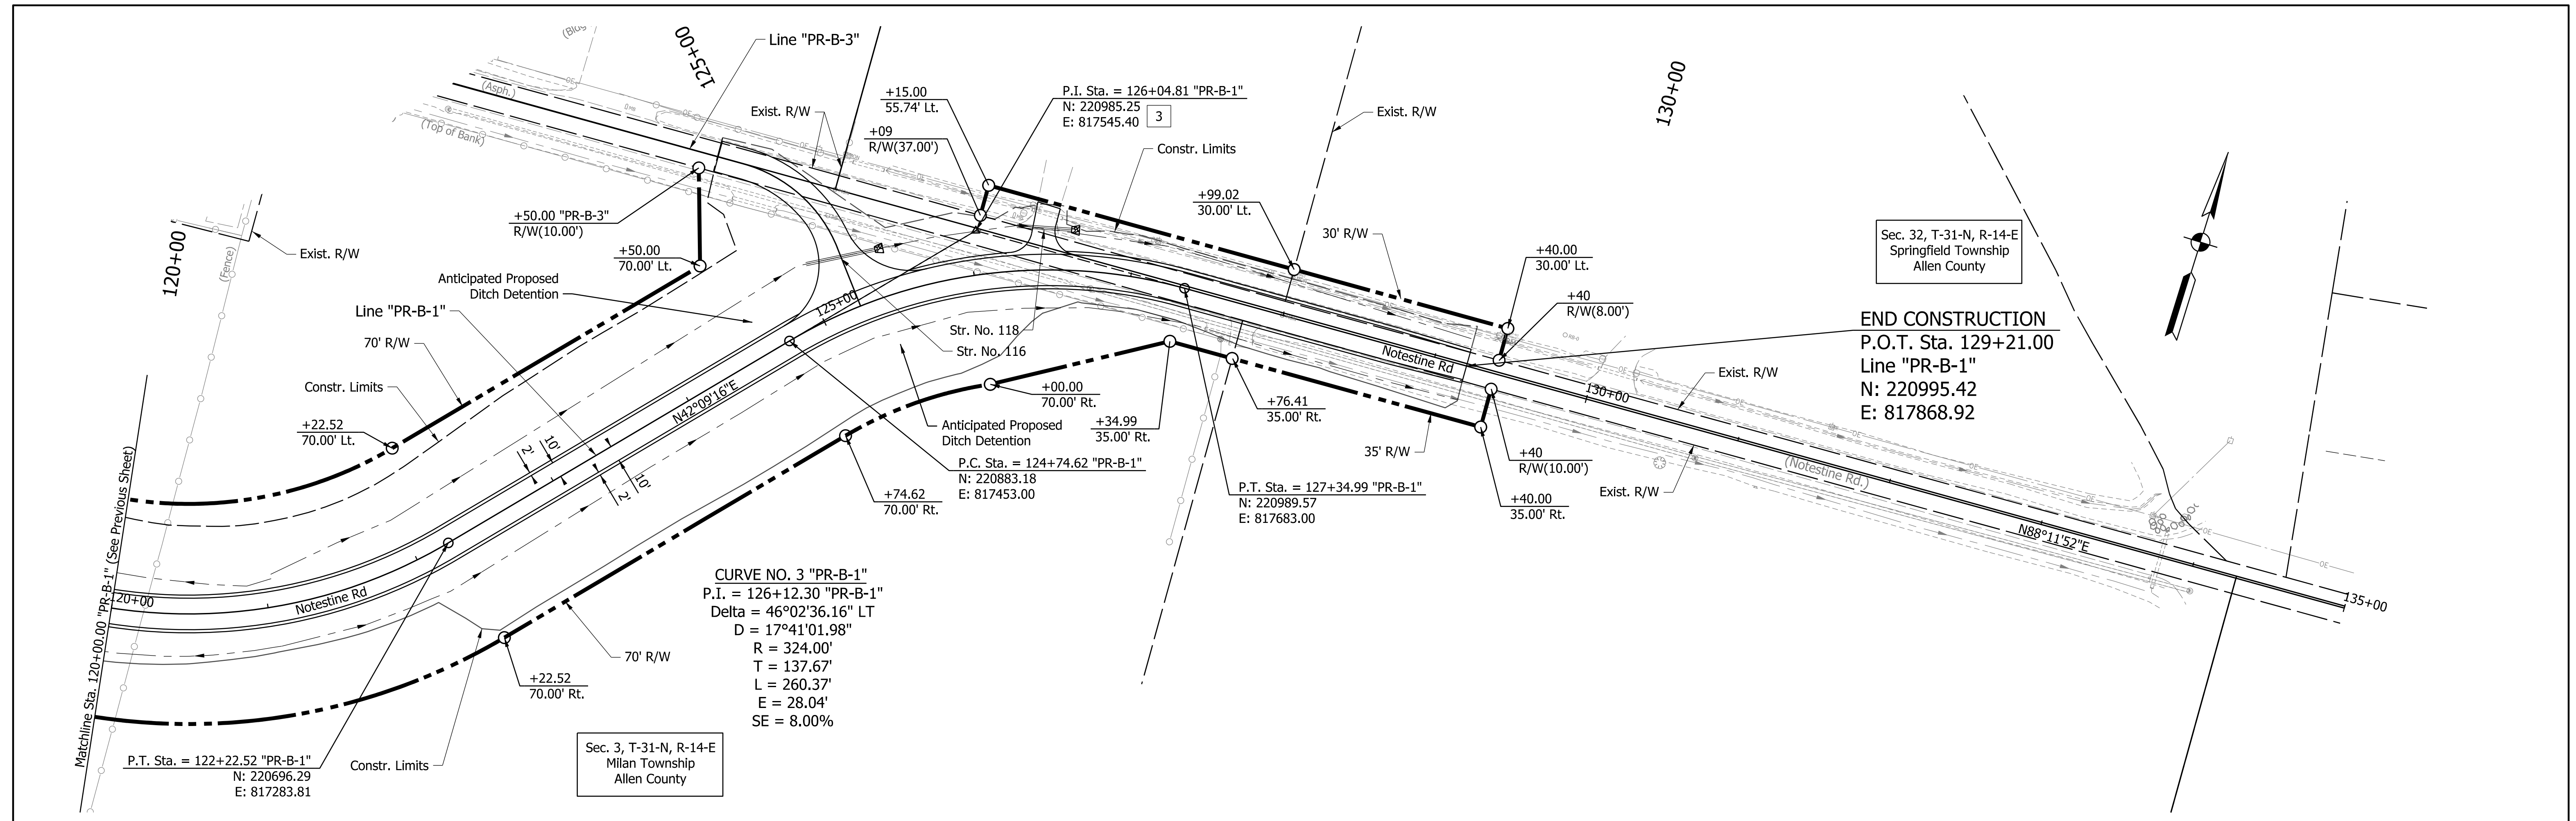 (Bldg
125+00
Line "PR-B-3"
(Asph.)
(Top of Bank)
Exist. R/W
+15.00
55.74' Lt.
+09
R/W(37.00')
P.I. Sta. = 126+04.81 "PR-B-1"
N: 220985.25
E: 817545.40
3
Constr. Limits
Exist. R/W
130+00
+99.02
30.00' Lt.
30' R/W
+40.00
30.00' Lt.
+40
R/W(8.00')
Sec. 32, T-31-N, R-14-E
Springfield Township
Allen County
END CONSTRUCTION
P.O.T. Sta. 129+21.00
Line "PR-B-1"
N: 220995.42
E: 817868.92
120+00
(Fence)
Exist. R/W
+50.00 "PR-B-3"
R/W(10.00')
+50.00
70.00' Lt.
Anticipated Proposed
Ditch Detention
Line "PR-B-1"
70' R/W
Constr. Limits
+22.52
70.00' Lt.
125+00
N42°09'16"E
Str. No. 118
Str. No. 116
+00.00
70.00' Rt.
Anticipated Proposed
Ditch Detention
+34.99
35.00' Rt.
+76.41
35.00' Rt.
35' R/W
Notestine Rd
130+00
Exist. R/W
+40
R/W(10.00')
+40.00
35.00' Rt.
Exist. R/W
(Notestine Rd.)
N88°11'52"E
135+00
P.C. Sta. = 124+74.62 "PR-B-1"
N: 220883.18
E: 817453.00
P.T. Sta. = 127+34.99 "PR-B-1"
N: 220989.57
E: 817683.00
+74.62
70.00' Rt.
2'
10'
10'
2'
Matchline Sta. 120+00.00 "PR-B-1" (See Previous Sheet)
120+00
Notestine Rd
CURVE NO. 3 "PR-B-1"
P.I. = 126+12.30 "PR-B-1"
Delta = 46°02'36.16" LT
D = 17°41'01.98"
R = 324.00'
T = 137.67'
L = 260.37'
E = 28.04'
SE = 8.00%
70' R/W
+22.52
70.00' Rt.
P.T. Sta. = 122+22.52 "PR-B-1"
N: 220696.29
E: 817283.81
Constr. Limits
Sec. 3, T-31-N, R-14-E
Milan Township
Allen County